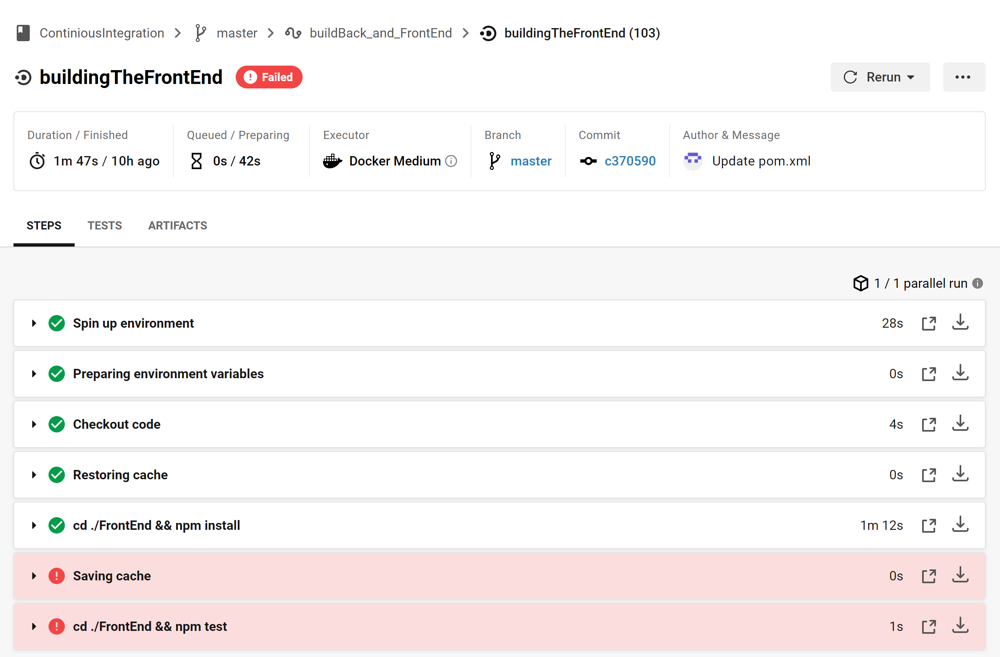 ContiniousIntegration master buildBack_and_FrontEnd buildingTheFrontEnd (103)
buildingTheFrontEnd Failed Rerun
Duration / Finished Queued / Preparing Executor Branch Commit Author & Message
1m 47s / 10h ago 0s / 42s Docker Medium master c370590 Update pom.xml
STEPS TESTS ARTIFACTS
1 / 1 parallel run
Spin up environment 28s
Preparing environment variables 0s
Checkout code 4s
Restoring cache 0s
cd ./FrontEnd && npm install 1m 12s
Saving cache 0s
cd ./FrontEnd && npm test 1s